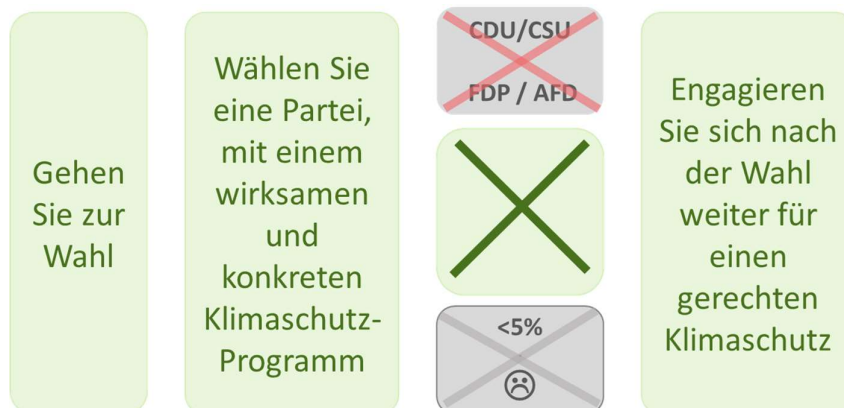 Gehen
Sie zur
Wahl
Wählen Sie
eine Partei,
mit einem
wirksamen
und
konkreten
Klimaschutz-
Programm
CDU/CSU
FDP / AFD
<5%
Engagieren
Sie sich nach
der Wahl
weiter für
einen
gerechten
Klimaschutz